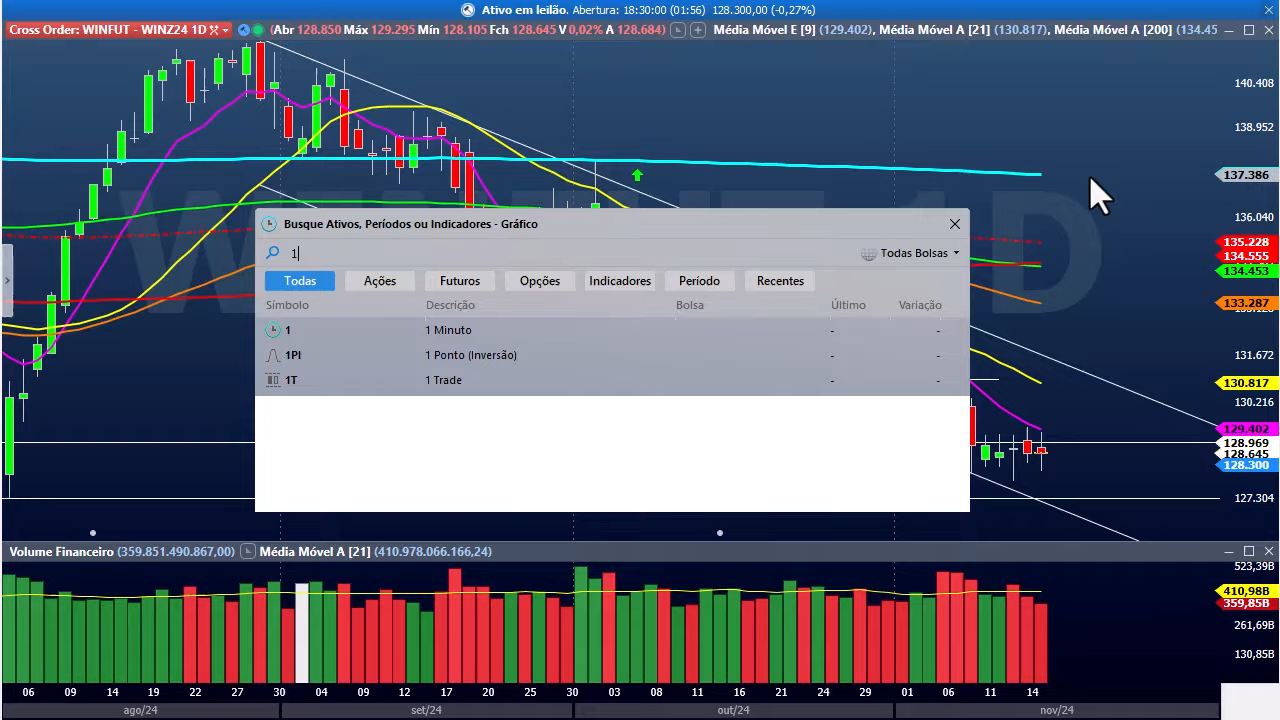 Ativo em leilão. Abertura: 18:30:00 (01:56) 128.300,00 (-0,27%)
Cross Order: WINFUT - WINZ24 1D (Abr 128.850 Máx 129.295 Mín 128.105 Fch 128.645 V 0,02% A 128.684) Média Móvel E [9] (129.402), Média Móvel A [21] (130.817), Média Móvel A [200] (134.45
WINFUT 1D
140.408
138.952
137.386
136.040
135.228
134.555
134.453
133.287
131.672
130.817
130.216
129.402
128.969
128.645
128.300
127.304
Busque Ativos, Períodos ou Indicadores - Gráfico
1
Todas Bolsas
Todas Ações Futuros Opções Indicadores Período Recentes
Símbolo Descrição Bolsa Último Variação
1 1 Minuto - -
1PI 1 Ponto (Inversão) - -
1T 1 Trade - -
Volume Financeiro (359.851.490.867,00) Média Móvel A [21] (410.978.066.166,24)
523,39B
410,98B
359,85B
261,69B
130,85B
06 09 14 19 22 27 30 04 09 12 17 20 25 30 03 08 11 16 21 24 29 01 06 11 14
ago/24 set/24 out/24 nov/24